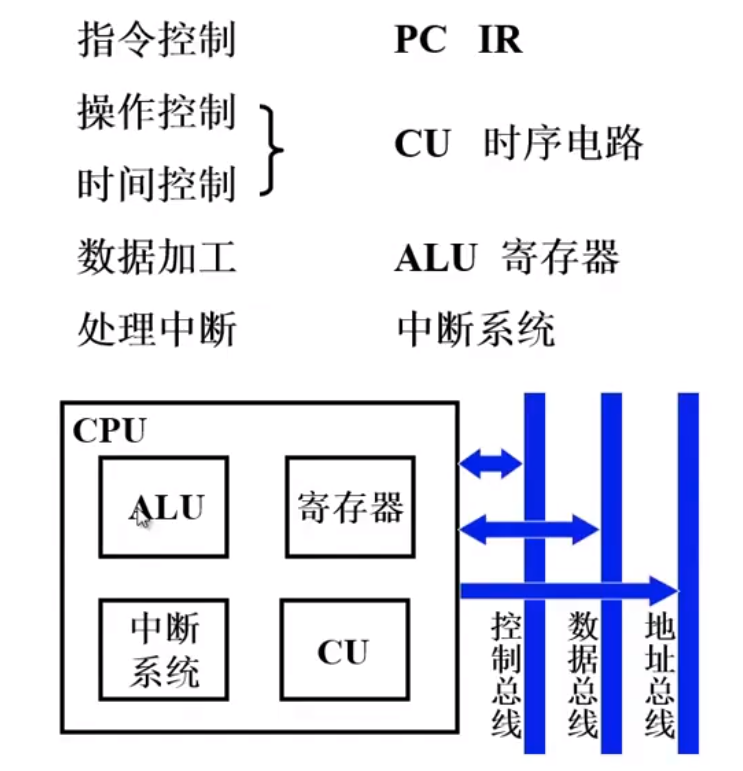 指令控制 PC IR
操作控制
时间控制
CU 时序电路
数据加工 ALU 寄存器
处理中断 中断系统
CPU
ALU
寄存器
中断
系统
CU
控制总线
数据总线
地址总线